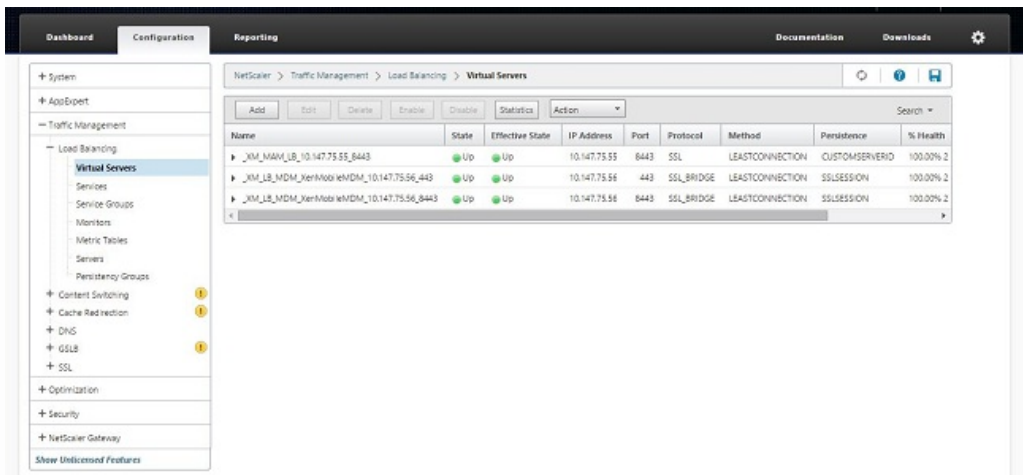 Dashboard Configuration Reporting Documentation Downloads
NetScaler > Traffic Management > Load Balancing > Virtual Servers
+ System
+ AppExpert
− Traffic Management
− Load Balancing
Virtual Servers
Services
Service Groups
Monitors
Metric Tables
Servers
Persistency Groups
+ Content Switching
+ Cache Redirection
+ DNS
+ GSLB
+ SSL
+ Optimization
+ Security
+ NetScaler Gateway
Show Unlicensed Features
Add Edit Delete Enable Disable Statistics Action Search
Name State Effective State IP Address Port Protocol Method Persistence % Health
_XM_MAM_LB_10.147.75.55_8443 Up Up 10.147.75.55 8443 SSL LEASTCONNECTION CUSTOMSERVERID 100.00% 2
_XM_LB_MDM_XenMobileMDM_10.147.75.56_443 Up Up 10.147.75.56 443 SSL_BRIDGE LEASTCONNECTION SSLSESSION 100.00% 2
_XM_LB_MDM_XenMobileMDM_10.147.75.56_8443 Up Up 10.147.75.56 8443 SSL_BRIDGE LEASTCONNECTION SSLSESSION 100.00% 2